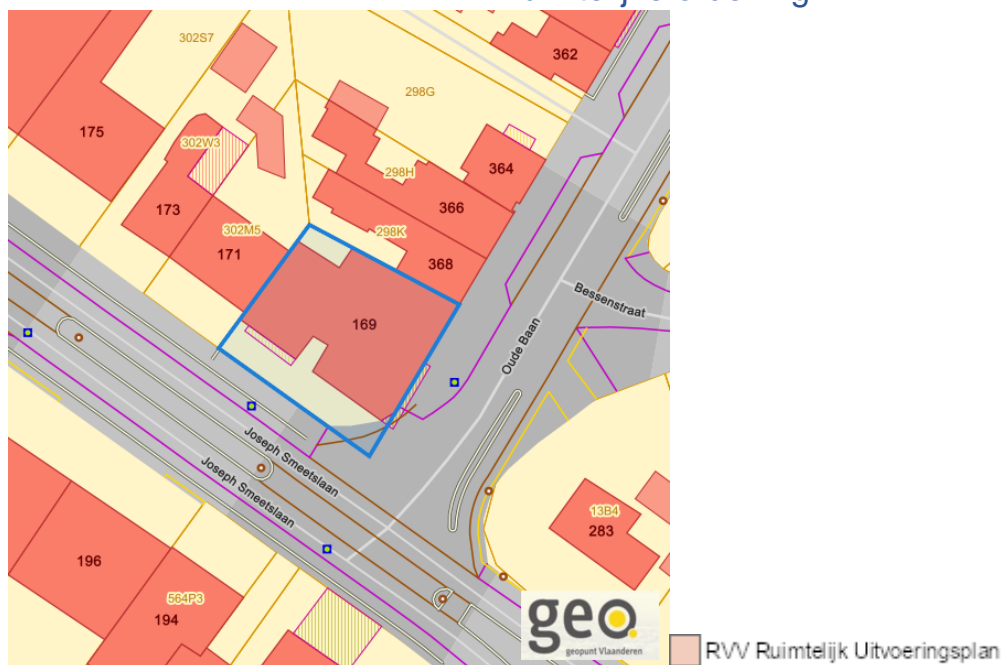 302S7
362
298G
175
302W3
364
298H
173
366
302M5
298K
171
368
Bessenstraat
169
Oude Baan
Joseph Smeetslaan
Joseph Smeetslaan
13B4
283
196
564P3
194
geo.
geopunt Vlaanderen
RVV Ruimtelijk Uitvoeringsplan